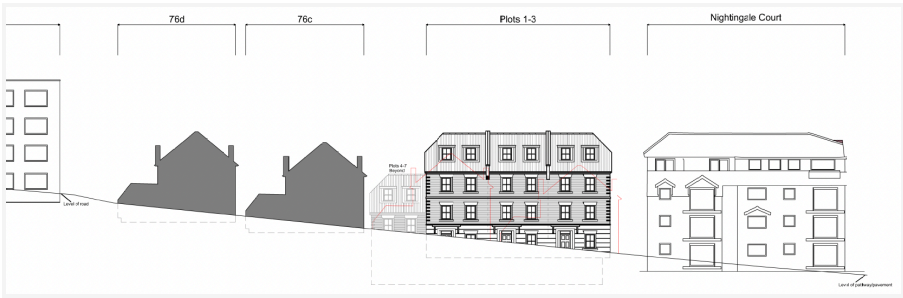 76d
76c
Plots 1-3
Nightingale Court
Plots 4-7
Beyond
Level of road
Level of pathway/pavement